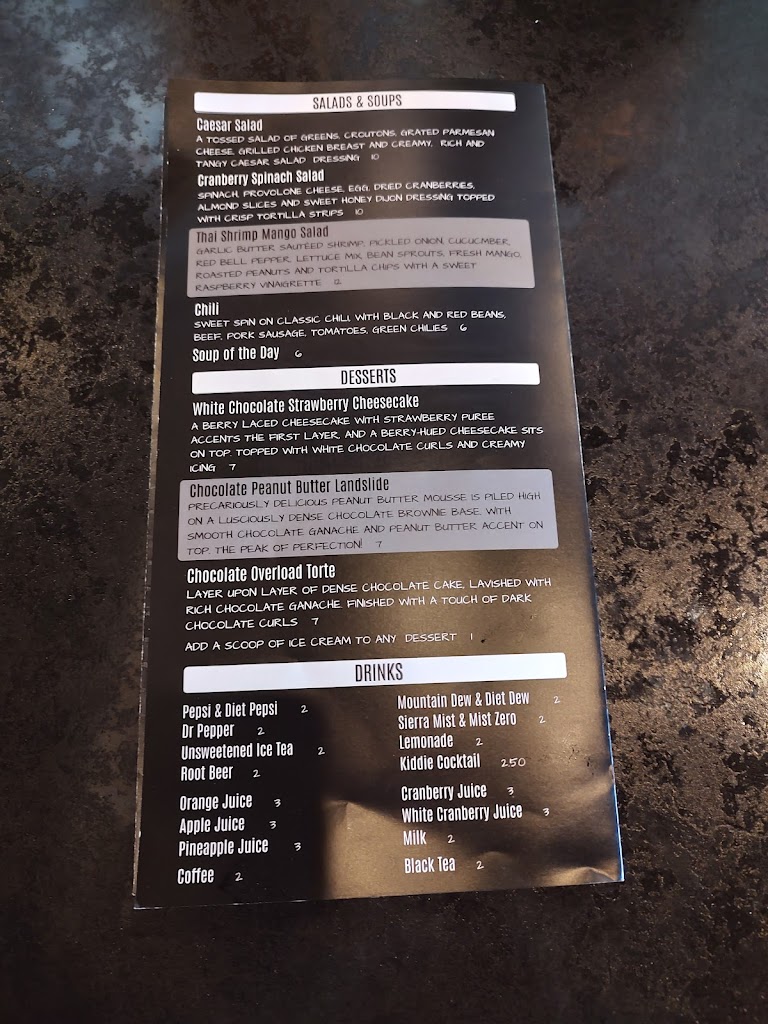 SALADS & SOUPS
Caesar Salad
A TOSSED SALAD OF GREENS, CROUTONS, GRATED PARMESAN
CHEESE, GRILLED CHICKEN BREAST AND CREAMY, RICH AND
TANGY CAESAR SALAD DRESSING 10
Cranberry Spinach Salad
SPINACH, PROVOLONE CHEESE, EGG, DRIED CRANBERRIES,
ALMOND SLICES AND SWEET HONEY DIJON DRESSING TOPPED
WITH CRISP TORTILLA STRIPS 10
Thai Shrimp Mango Salad
GARLIC BUTTER SAUTÉED SHRIMP, PICKLED ONION, CUCUCMBER,
RED BELL PEPPER, LETTUCE MIX, BEAN SPROUTS, FRESH MANGO,
ROASTED PEANUTS AND TORTILLA CHIPS WITH A SWEET
RASPBERRY VINAIGRETTE 12
Chili
SWEET SPIN ON CLASSIC CHILI, WITH BLACK AND RED BEANS,
BEEF, PORK SAUSAGE, TOMATOES, GREEN CHILIES 6
Soup of the Day 6
DESSERTS
White Chocolate Strawberry Cheesecake
A BERRY LACED CHEESECAKE WITH STRAWBERRY PUREE
ACCENTS THE FIRST LAYER, AND A BERRY-HUED CHEESECAKE SITS
ON TOP. TOPPED WITH WHITE CHOCOLATE CURLS AND CREAMY
ICING 7
Chocolate Peanut Butter Landslide
PRECARIOUSLY DELICIOUS PEANUT BUTTER MOUSSE IS PILED HIGH
ON A LUSCIOUSLY DENSE CHOCOLATE BROWNIE BASE, WITH
SMOOTH CHOCOLATE GANACHE AND PEANUT BUTTER ACCENT ON
TOP. THE PEAK OF PERFECTION! 7
Chocolate Overload Torte
LAYER UPON LAYER OF DENSE CHOCOLATE CAKE, LAVISHED WITH
RICH CHOCOLATE GANACHE. FINISHED WITH A TOUCH OF DARK
CHOCOLATE CURLS 7
ADD A SCOOP OF ICE CREAM TO ANY DESSERT 1
DRINKS
Pepsi & Diet Pepsi 2
Dr Pepper 2
Unsweetened Ice Tea 2
Root Beer 2
Orange Juice 3
Apple Juice 3
Pineapple Juice 3
Coffee 2
Mountain Dew & Diet Dew 2
Sierra Mist & Mist Zero 2
Lemonade 2
Kiddie Cocktail 2.50
Cranberry Juice 3
White Cranberry Juice 3
Milk 2
Black Tea 2